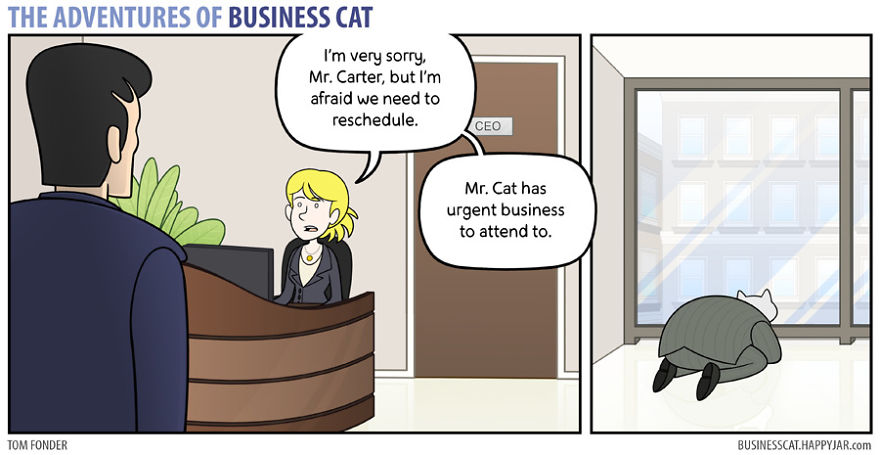 THE ADVENTURES OF BUSINESS CAT
I'm very sorry,
Mr. Carter, but I'm
afraid we need to
reschedule.
CEO
Mr. Cat has
urgent business
to attend to.
TOM FONDER
BUSINESSCAT.HAPPYJAR.com